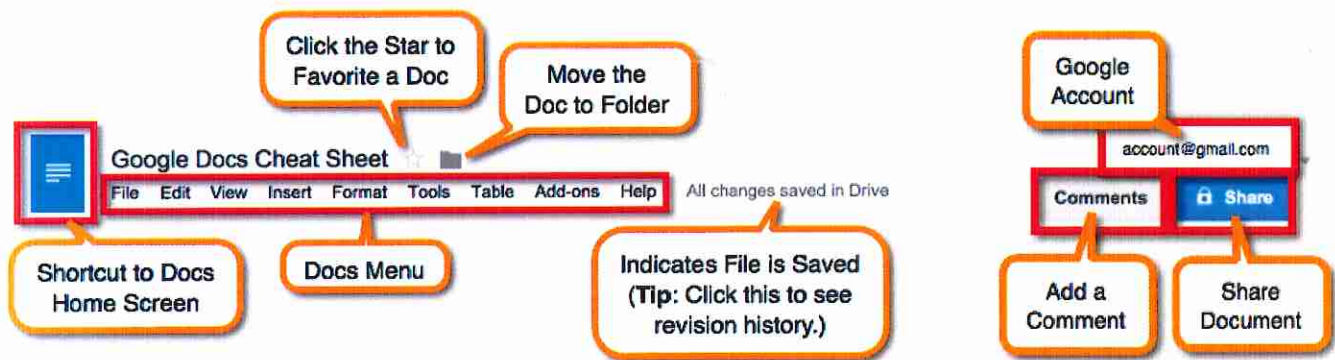 Click the Star to
Favorite a Doc
Move the
Doc to Folder
Google
Account
Google Docs Cheat Sheet
account@gmail.com
File Edit View Insert Format Tools Table Add-ons Help
All changes saved in Drive
Comments
Share
Shortcut to Docs
Home Screen
Docs Menu
Indicates File is Saved
(Tip: Click this to see
revision history.)
Add a
Comment
Share
Document